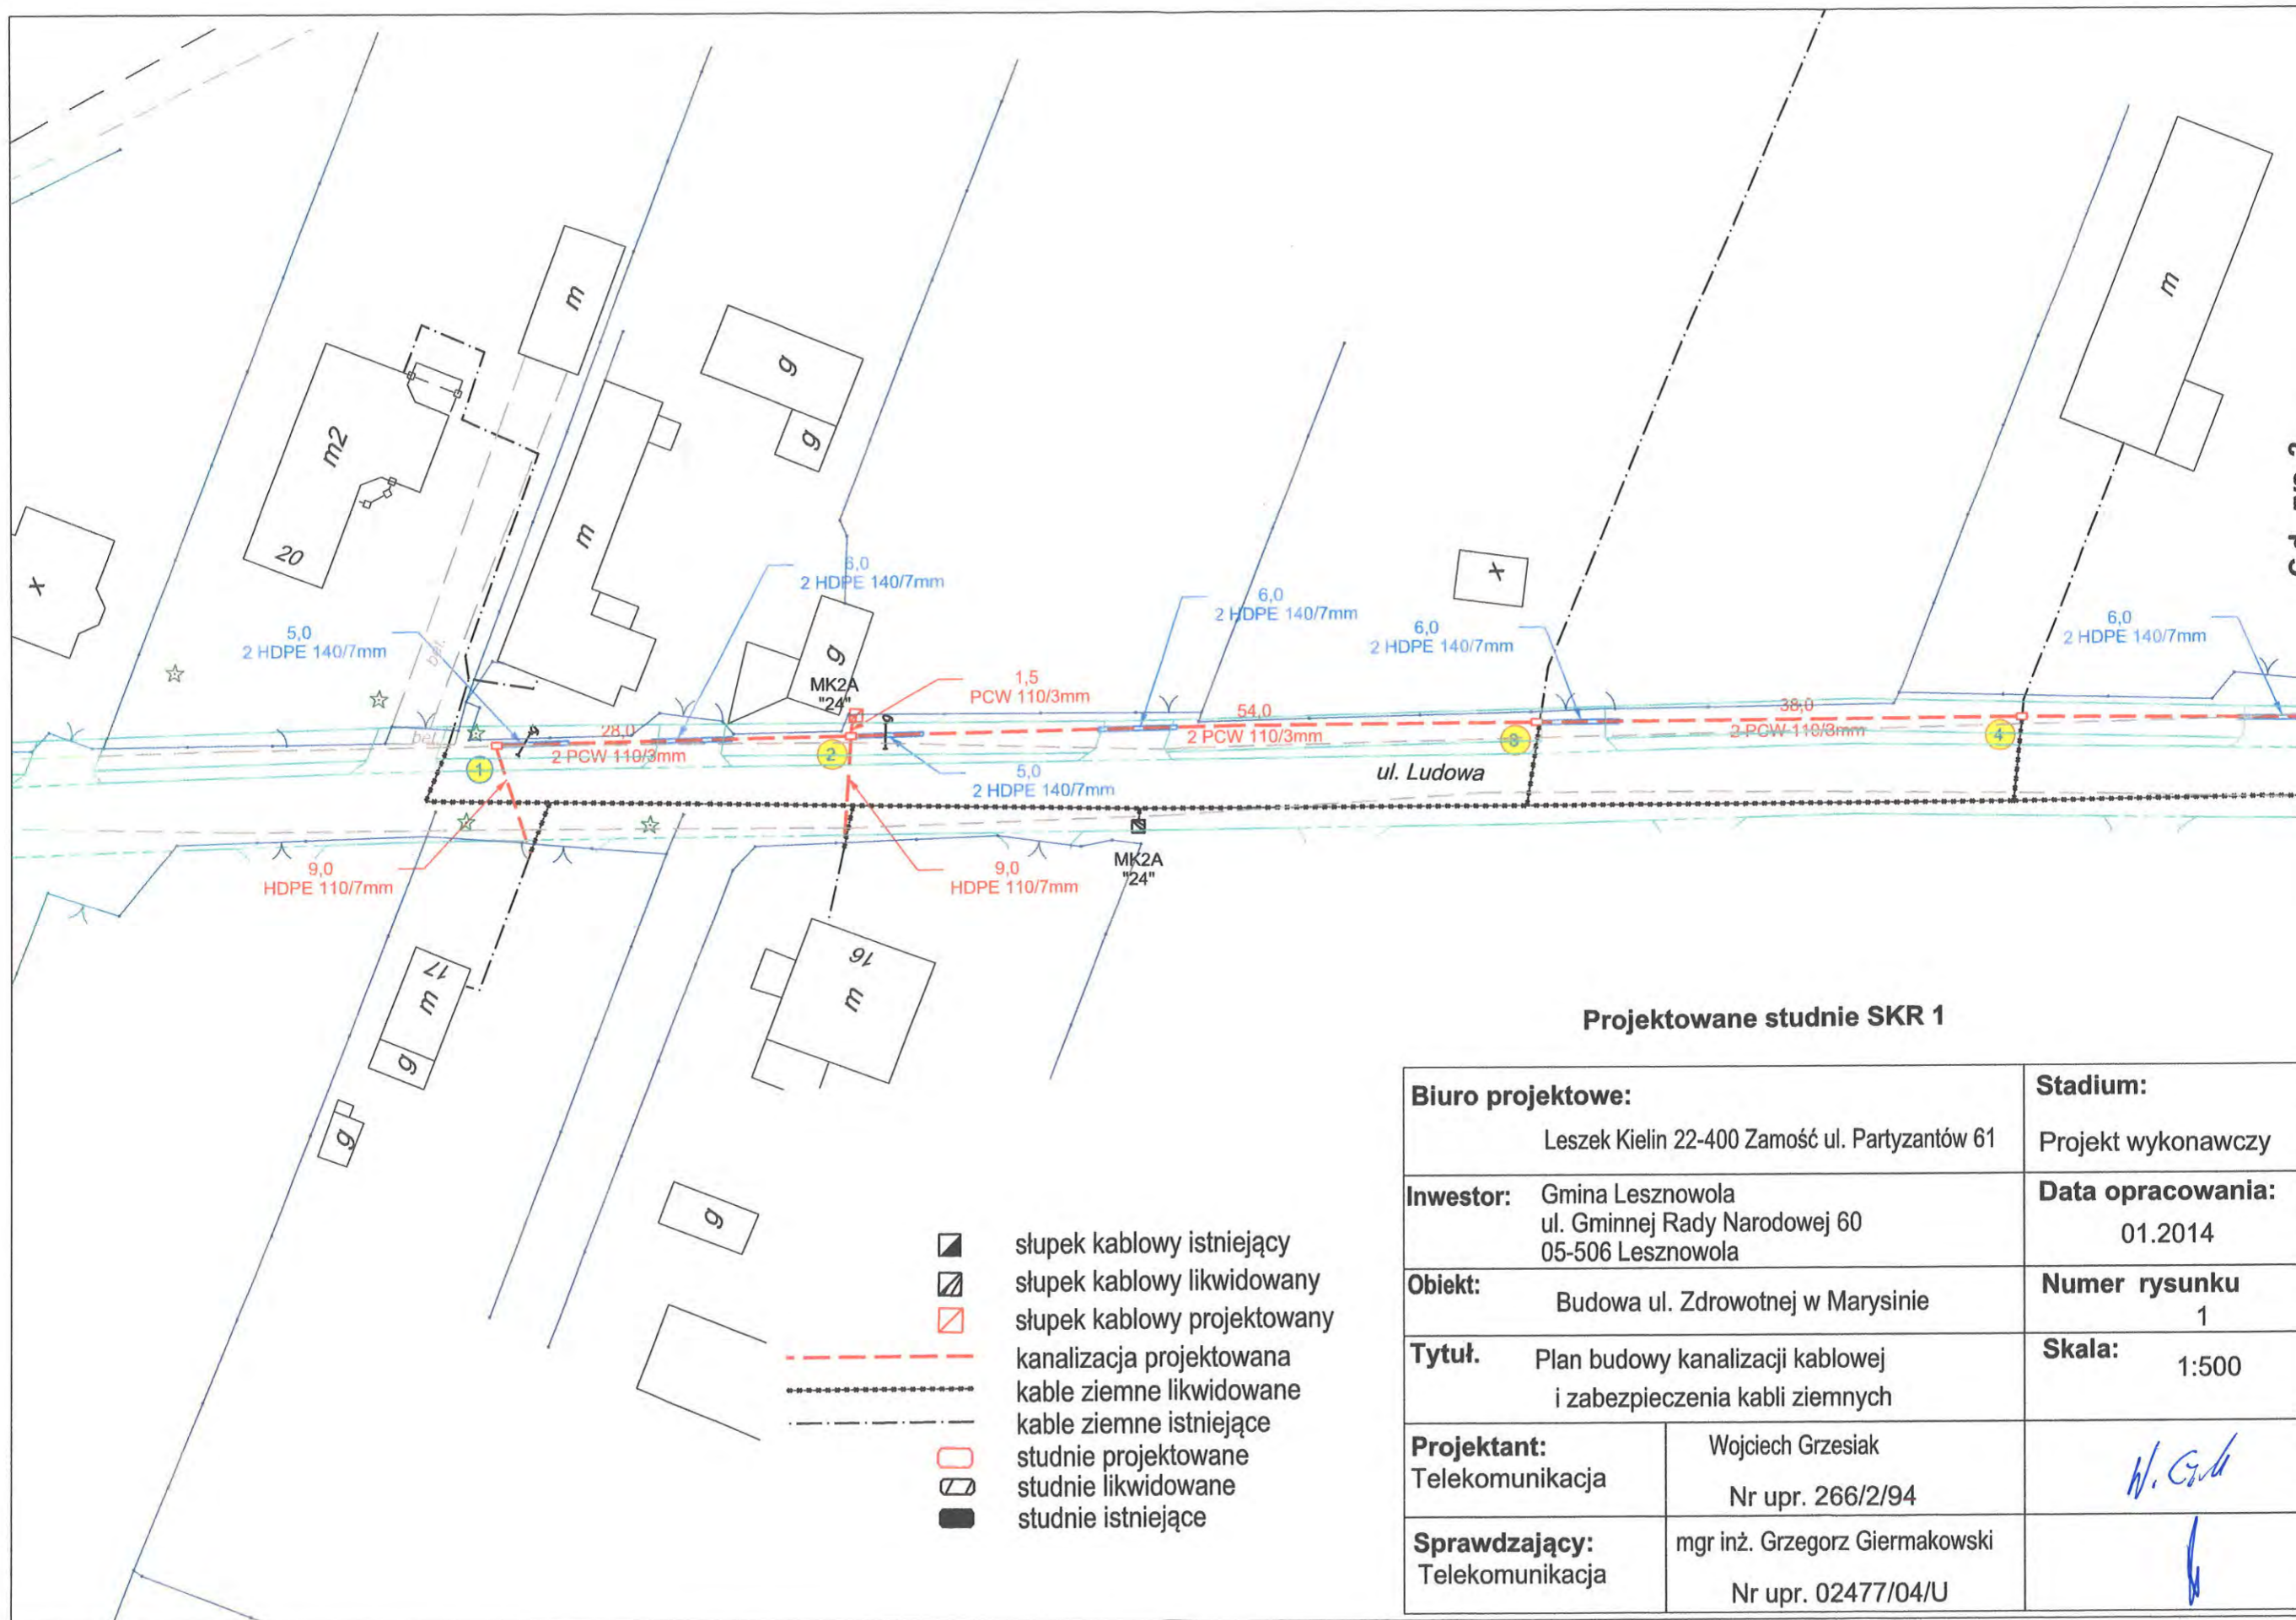 m
g
g
m2
m
m
20
x
x
6,0
2 HDPE 140/7mm
6,0
2 HDPE 140/7mm
5,0
2 HDPE 140/7mm
bet.
6,0
2 HDPE 140/7mm
6,0
2 HDPE 140/7mm
g
MK2A
"24"
1,5
PCW 110/3mm
bet.
28,0
2 PCW 110/3mm
54,0
2 PCW 110/3mm
38,0
2 PCW 110/3mm
g
g
1
2
3
4
ul. Ludowa
5,0
2 HDPE 140/7mm
9,0
HDPE 110/7mm
9,0
HDPE 110/7mm
MK2A
"24"
17
m
g
16
m
g
g
Projektowane studnie SKR 1
Biuro projektowe:
Leszek Kielin 22-400 Zamość ul. Partyzantów 61
Stadium:
Projekt wykonawczy
Inwestor: Gmina Lesznowola
ul. Gminnej Rady Narodowej 60
05-506 Lesznowola
Data opracowania:
01.2014
Obiekt:
Budowa ul. Zdrowotnej w Marysinie
Numer rysunku
1
Tytuł. Plan budowy kanalizacji kablowej
i zabezpieczenia kabli ziemnych
Skala: 1:500
Projektant:
Telekomunikacja
Wojciech Grzesiak
Nr upr. 266/2/94
Sprawdzający:
Telekomunikacja
mgr inż. Grzegorz Giermakowski
Nr upr. 02477/04/U
słupek kablowy istniejący
słupek kablowy likwidowany
słupek kablowy projektowany
kanalizacja projektowana
kable ziemne likwidowane
kable ziemne istniejące
studnie projektowane
studnie likwidowane
studnie istniejące